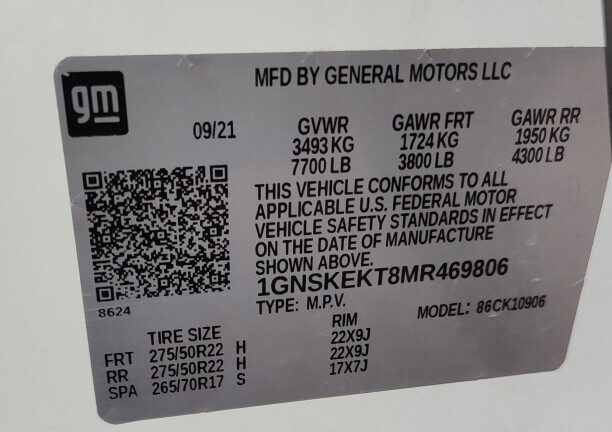 gm
MFD BY GENERAL MOTORS LLC
09/21
GVWR GAWR FRT GAWR RR
3493 KG 1724 KG 1950 KG
7700 LB 3800 LB 4300 LB
THIS VEHICLE CONFORMS TO ALL
APPLICABLE U.S. FEDERAL MOTOR
VEHICLE SAFETY STANDARDS IN EFFECT
ON THE DATE OF MANUFACTURE
SHOWN ABOVE.
1GNSKEKT8MR469806
8624
TYPE: M.P.V. MODEL: 86CK10906
TIRE SIZE RIM
FRT 275/50R22 H 22X9J
RR 275/50R22 H 22X9J
SPA 265/70R17 S 17X7J